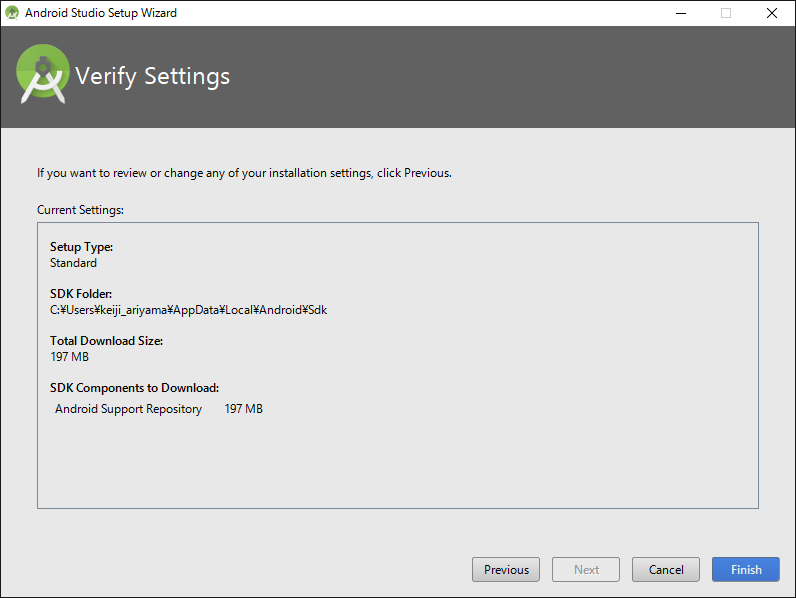 Android Studio Setup Wizard
Verify Settings
If you want to review or change any of your installation settings, click Previous.
Current Settings:
Setup Type:
Standard
SDK Folder:
C:¥Users¥keiji_ariyama¥AppData¥Local¥Android¥Sdk
Total Download Size:
197 MB
SDK Components to Download:
Android Support Repository 197 MB
Previous Next Cancel Finish